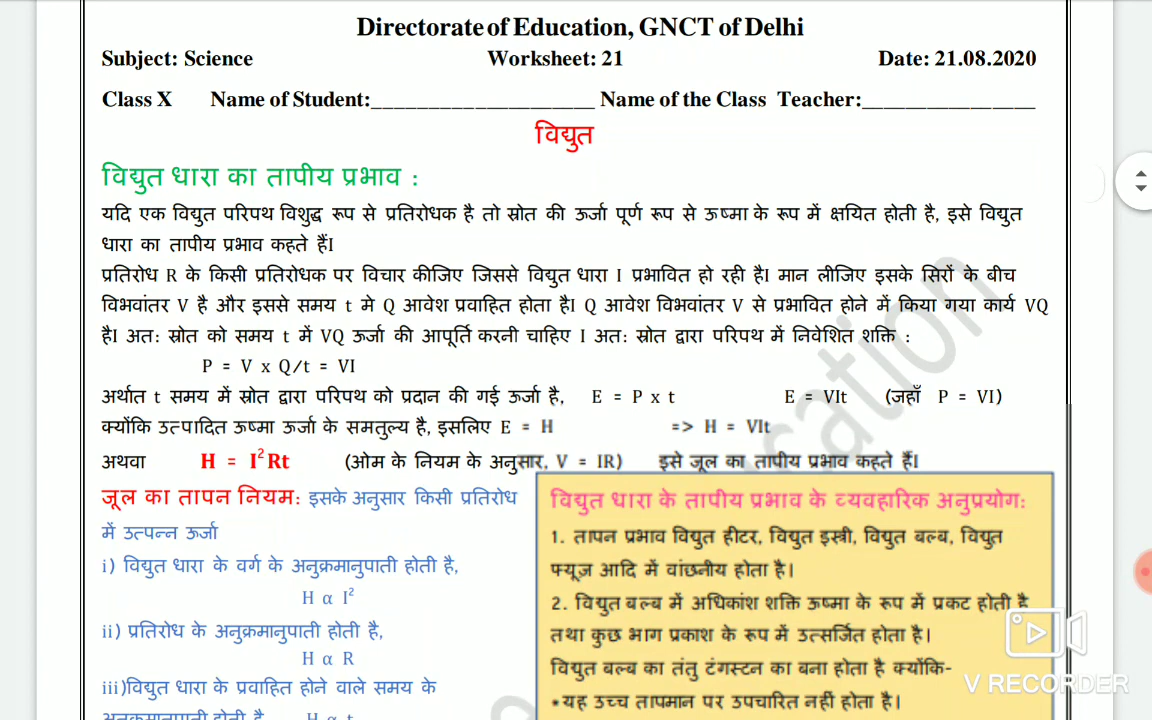 Directorate of Education, GNCT of Delhi
Subject: Science Worksheet: 21 Date: 21.08.2020
Class X Name of Student:____________________ Name of the Class Teacher:________________
विद्युत
विद्युत धारा का तापीय प्रभाव :
यदि एक विद्युत परिपथ विशुद्ध रूप से प्रतिरोधक है तो स्रोत की ऊर्जा पूर्ण रूप से ऊष्मा के रूप में क्षयित होती है, इसे विद्युत
धारा का तापीय प्रभाव कहते हैं।
प्रतिरोध R के किसी प्रतिरोधक पर विचार कीजिए जिससे विद्युत धारा I प्रभावित हो रही है। मान लीजिए इसके सिरों के बीच
विभवांतर V है और इससे समय t मे Q आवेश प्रवाहित होता है। Q आवेश विभवांतर V से प्रभावित होने में किया गया कार्य VQ
है। अत: स्रोत को समय t में VQ ऊर्जा की आपूर्ति करनी चाहिए I अत: स्रोत द्वारा परिपथ में निवेशित शक्ति :
P = V x Q/t = VI
अर्थात t समय में स्रोत द्वारा परिपथ को प्रदान की गई ऊर्जा है, E = P x t E = VIt (जहाँ P = VI)
क्योंकि उत्पादित ऊष्मा ऊर्जा के समतुल्य है, इसलिए E = H => H = VIt
अथवा H = I²Rt (ओम के नियम के अनुसार, V = IR) इसे जूल का तापीय प्रभाव कहते हैं।
जूल का तापन नियम: इसके अनुसार किसी प्रतिरोध
में उत्पन्न ऊर्जा
i) विद्युत धारा के वर्ग के अनुक्रमानुपाती होती है,
H α I²
ii) प्रतिरोध के अनुक्रमानुपाती होती है,
H α R
iii)विद्युत धारा के प्रवाहित होने वाले समय के
अनुक्रमानुपाती होती है H α t
विद्युत धारा के तापीय प्रभाव के व्यवहारिक अनुप्रयोग:
1. तापन प्रभाव विद्युत हीटर, विद्युत इस्त्री, विद्युत बल्ब, विद्युत
फ्यूज़ आदि में वांछनीय होता है।
2. विद्युत बल्ब में अधिकांश शक्ति ऊष्मा के रूप में प्रकट होती है
तथा कुछ भाग प्रकाश के रूप में उत्सर्जित होता है।
विद्युत बल्ब का तंतु टंगस्टन का बना होता है क्योंकि-
•यह उच्च तापमान पर उपचारित नहीं होता है।
V RECORDER